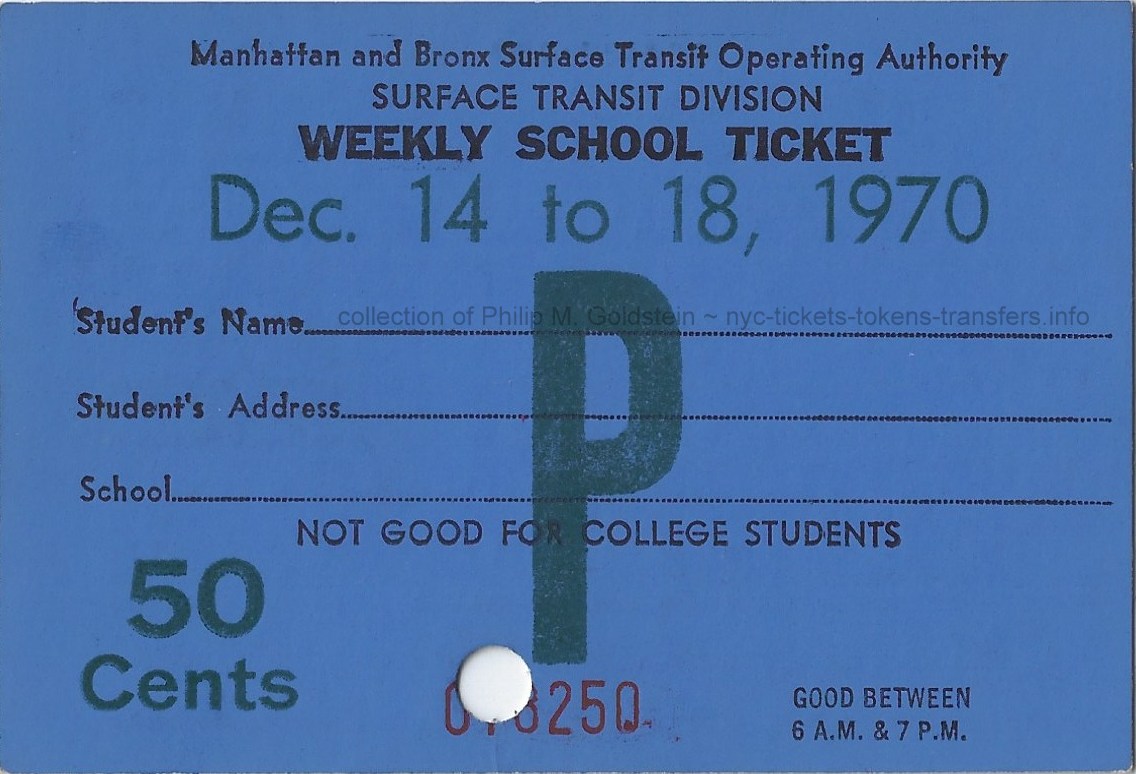 Manhattan and Bronx Surface Transit Operating Authority
SURFACE TRANSIT DIVISION
WEEKLY SCHOOL TICKET
Dec. 14 to 18, 1970
P
collection of Philip M. Goldstein ~ nyc-tickets-tokens-transfers.info
Student's Name
Student's Address
School
NOT GOOD FOR COLLEGE STUDENTS
50
Cents
GOOD BETWEEN
6 A.M. & 7 P.M.